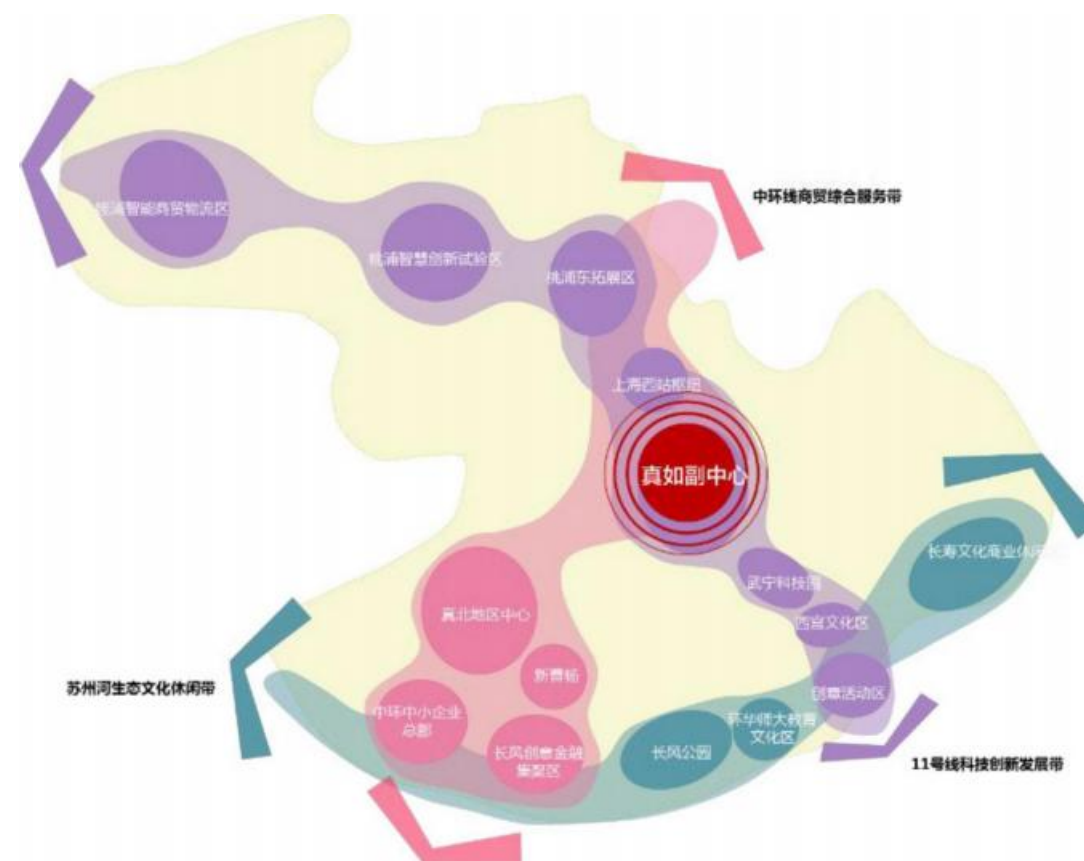 中环线商贸综合服务带
桃浦智能商贸物流区
桃浦智慧创新试验区
桃浦东拓展区
上海西站枢纽
真如副中心
长寿文化商业休闲
武宁科技园
西宫文化区
真北地区中心
新曹杨
创意活动区
苏州河生态文化休闲带
中环中小企业
总部
环华师大教育
文化区
长风创意金融
集聚区
长风公园
11号线科技创新发展带